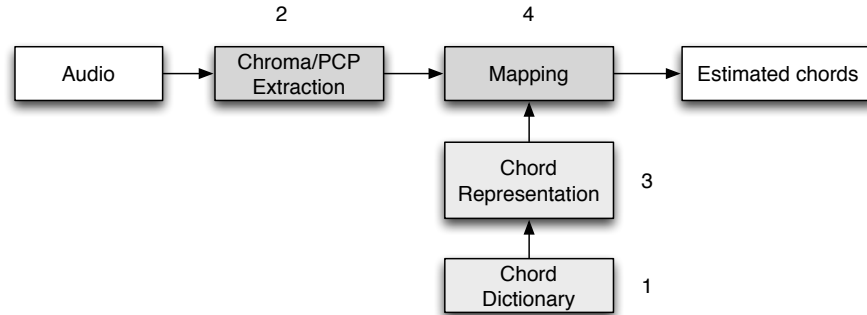 2
4
Audio
Chroma/PCP
Extraction
Mapping
Estimated chords
Chord
Representation
3
Chord
Dictionary
1